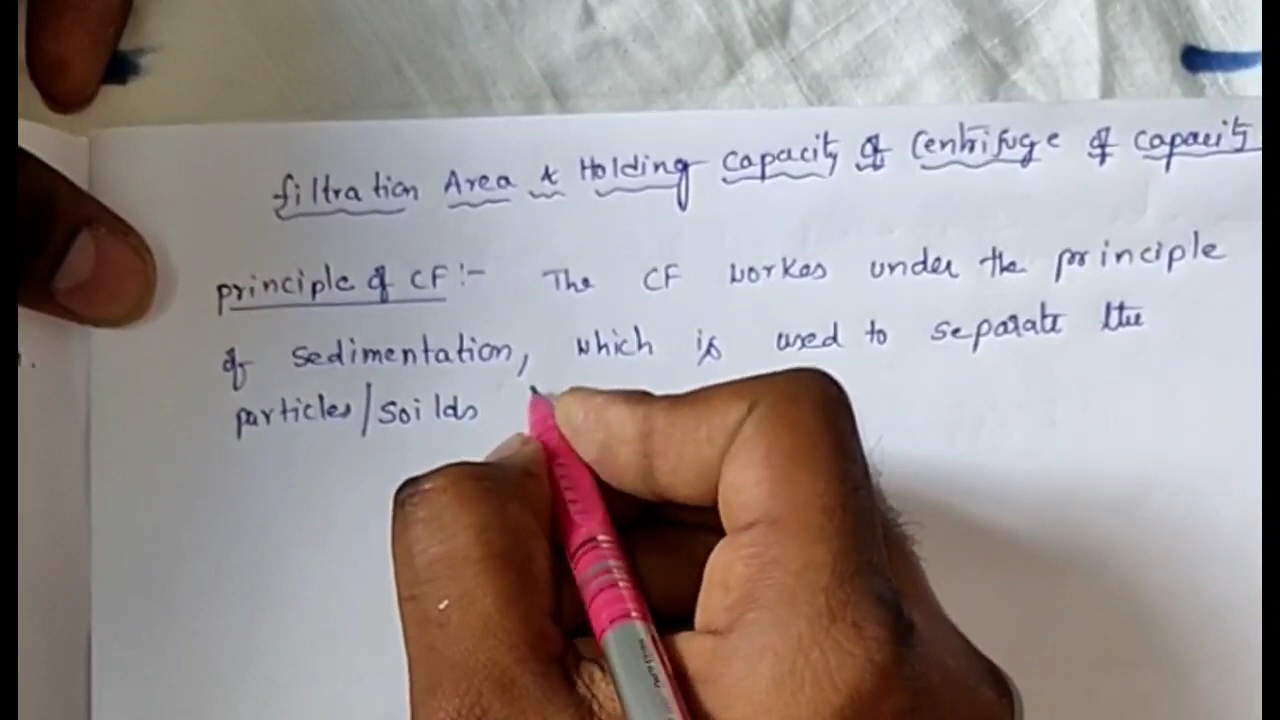 filtration Area & Holding capacity of Centrifuge of capacity
principle of CF :- The CF workes under the principle
of sedimentation, which is used to separate the
particles/soilds